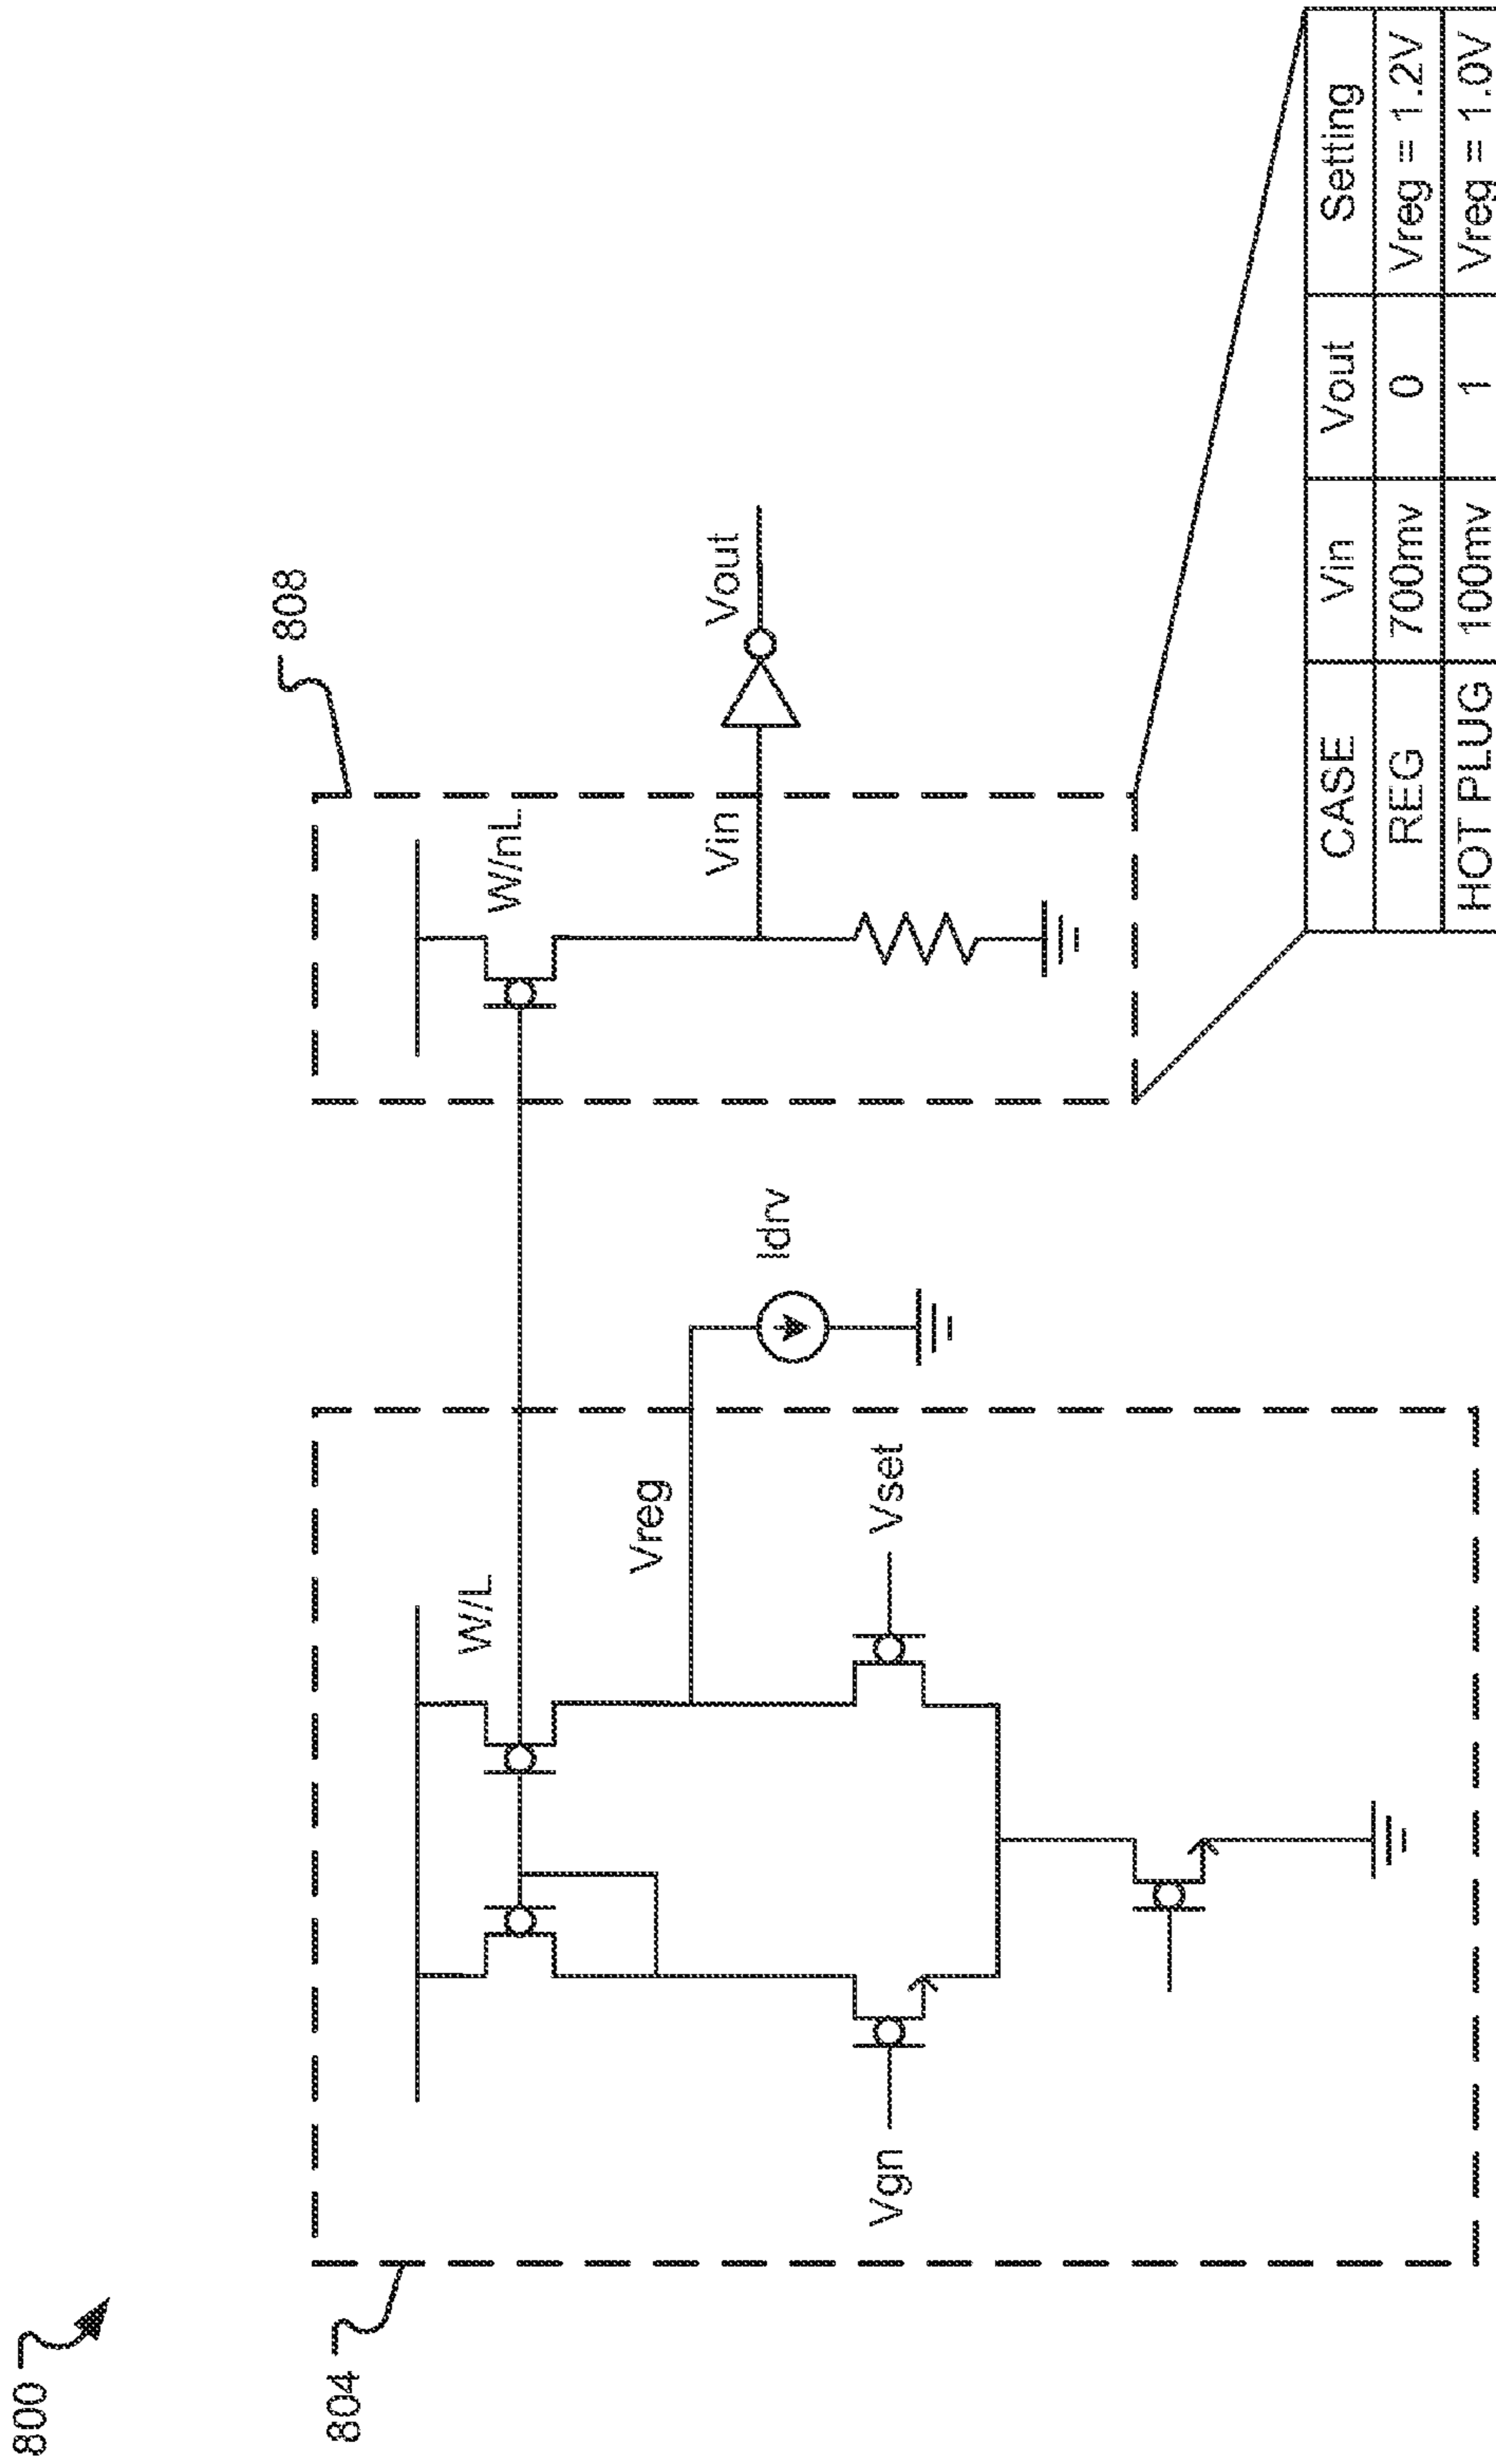 800
804
808
W/L
W/nL
Vreg
Idrv
Vin
Vout
Vgn
Vset
CASE Vin Vout Setting
REG 700mv 0 Vreg = 1.2V
HOT PLUG 100mv 1 Vreg = 1.0V